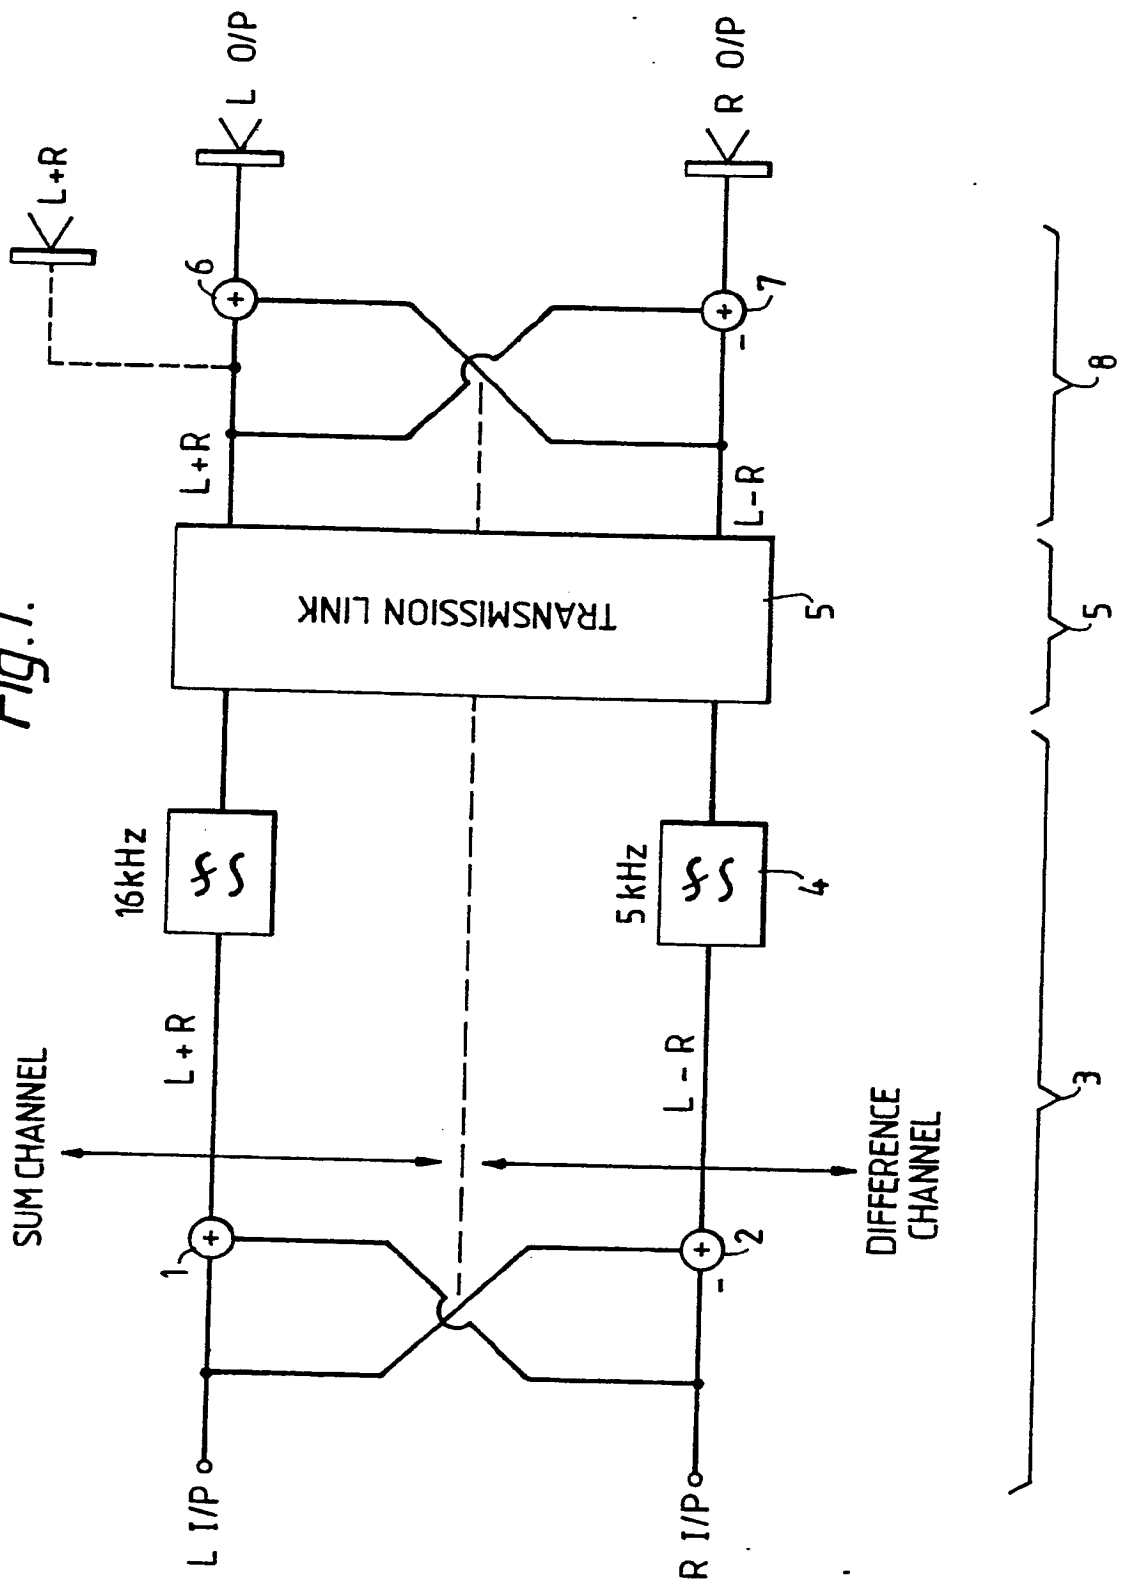 Fig.1.
SUM CHANNEL
L+R
L I/P
1
L+R
16kHz
L+R
6
L O/P
TRANSMISSION LINK
5
R I/P
-
2
L-R
5kHz
4
L-R
-
7
R O/P
DIFFERENCE
CHANNEL
3
5
8